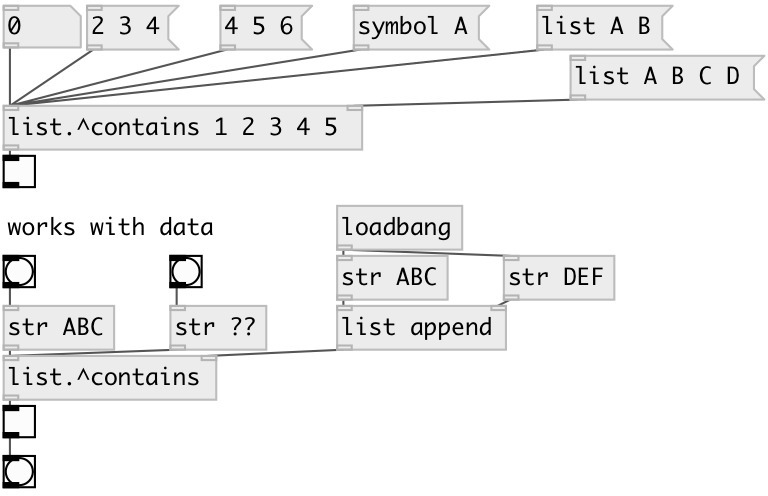 0
2 3 4
4 5 6
symbol A
list A B
list A B C D
list.^contains 1 2 3 4 5
works with data
loadbang
str ABC
str DEF
str ABC
str ??
list append
list.^contains